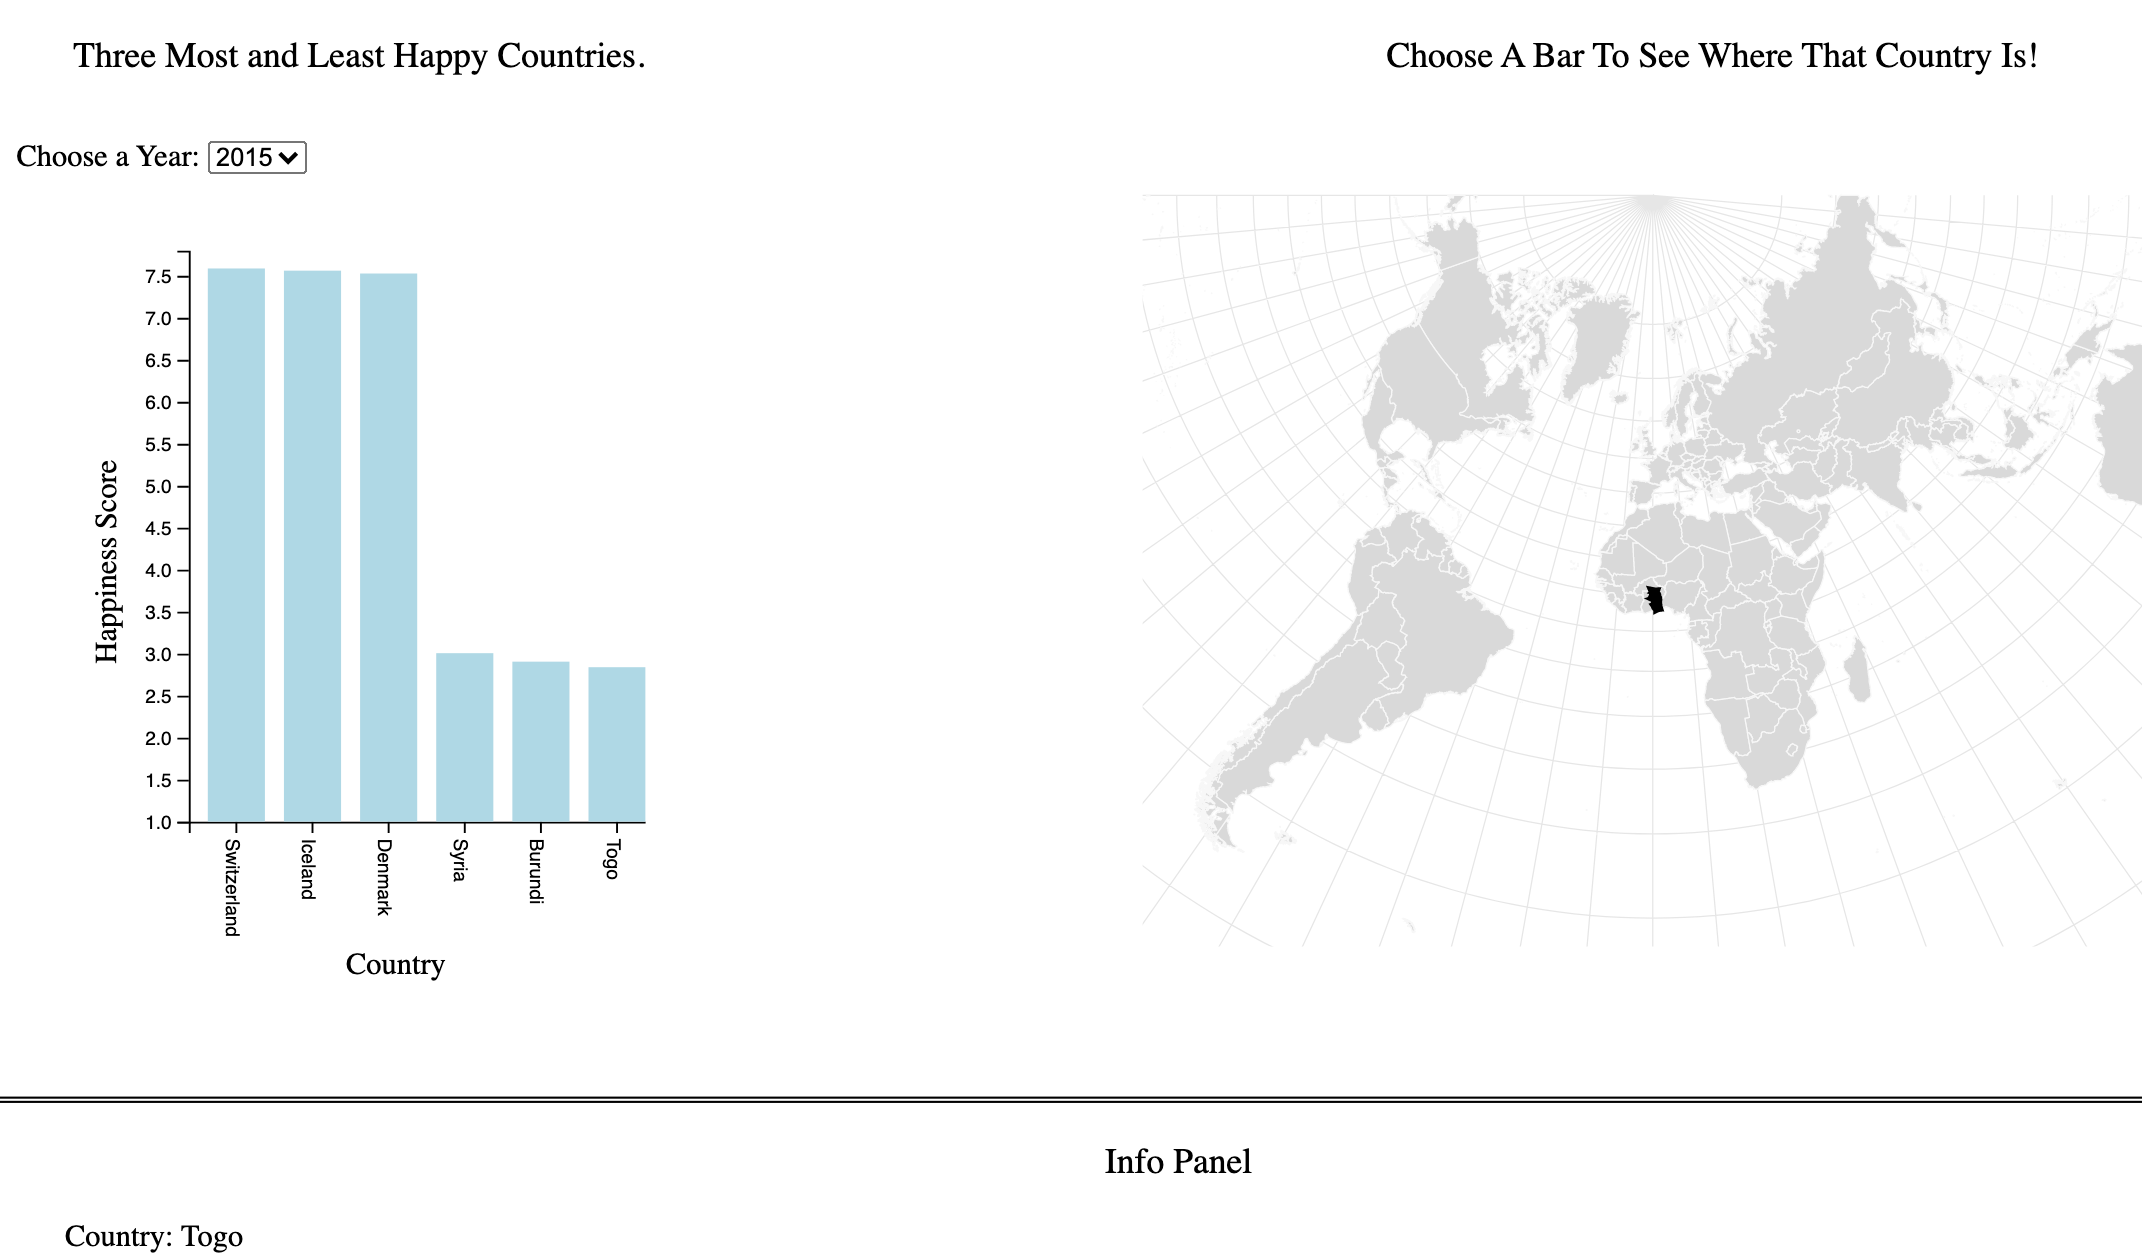 Three Most and Least Happy Countries.
Choose A Bar To See Where That Country Is!
Choose a Year: 2015
7.5
7.0
6.5
6.0
5.5
5.0
4.5
4.0
3.5
3.0
2.5
2.0
1.5
1.0
Happiness Score
Switzerland
Iceland
Denmark
Syria
Burundi
Togo
Country
Info Panel
Country: Togo